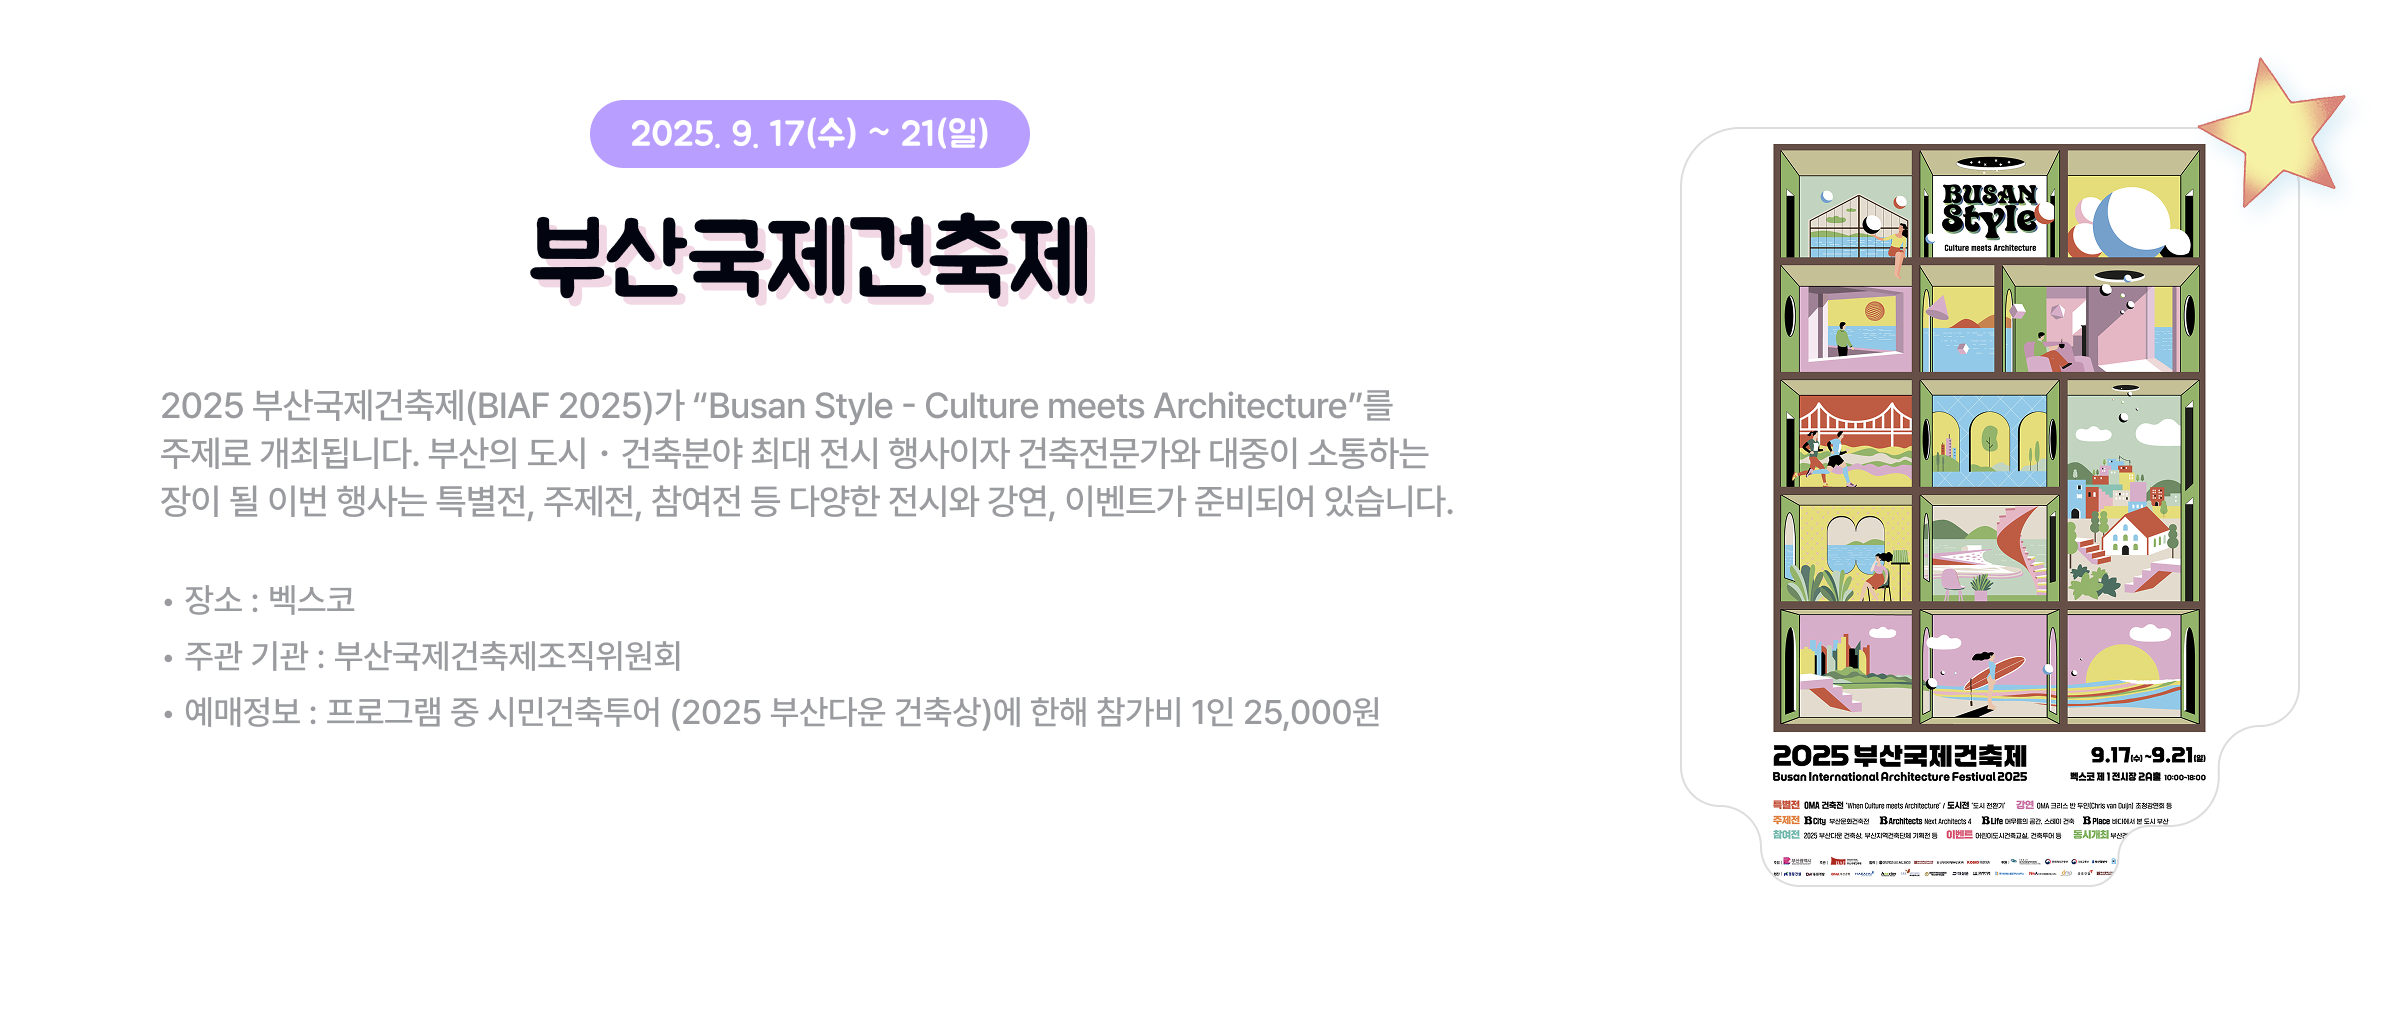 2025. 9. 17(수) ~ 21(일)
부산국제건축제
2025 부산국제건축제(BIAF 2025)가 “Busan Style - Culture meets Architecture”를
주제로 개최됩니다. 부산의 도시 · 건축분야 최대 전시 행사이자 건축전문가와 대중이 소통하는
장이 될 이번 행사는 특별전, 주제전, 참여전 등 다양한 전시와 강연, 이벤트가 준비되어 있습니다.
• 장소 : 벡스코
• 주관 기관 : 부산국제건축제조직위원회
• 예매정보 : 프로그램 중 시민건축투어 (2025 부산다운 건축상)에 한해 참가비 1인 25,000원
BUSAN
Style
Culture meets Architecture
2025 부산국제건축제
Busan International Architecture Festival 2025
9.17(수)~9.21(일)
벡스코 제1전시장 2A홀 10:00~18:00
특별전 OMA 건축전 'When Culture meets Architecture' / 도시전 '도시 전환기' 강연 OMA 크리스 반 두인(Chris van Duijn) 초청강연회 등
주제전 BCity 부산문화건축전 BArchitects Next Architects 4 BLife 머무름의 공간, 스테이 건축 BPlace 바다에서 본 도시 부산
참여전 2025 부산다운 건축상, 부산지역건축단체 기획전 등 이벤트 어린이도시건축교실, 건축투어 등 동시개최
부산광역시